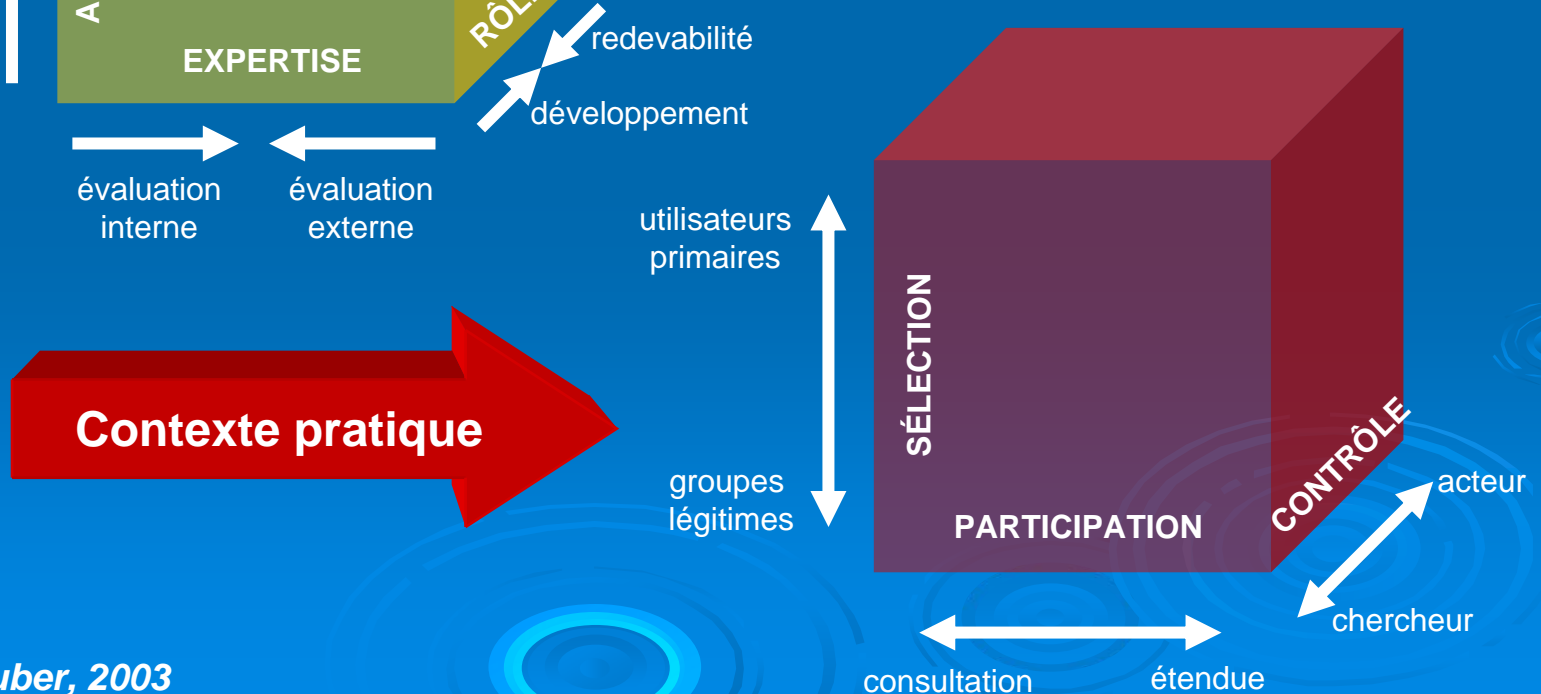 EXPERTISE
RÔL
redevabilité
développement
évaluation
interne
évaluation
externe
Contexte pratique
utilisateurs
primaires
groupes
légitimes
SÉLECTION
PARTICIPATION
CONTRÔLE
acteur
chercheur
consultation
étendue
uber, 2003